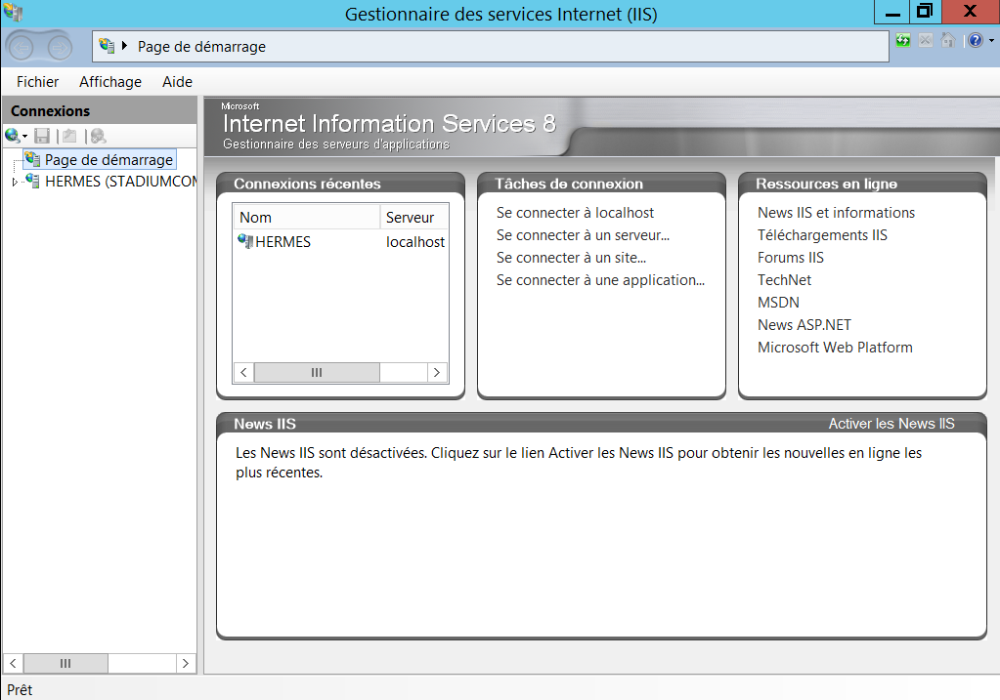 Gestionnaire des services Internet (IIS)
Page de démarrage
Fichier Affichage Aide
Connexions
Page de démarrage
HERMES (STADIUMCOM
Microsoft
Internet Information Services 8
Gestionnaire des serveurs d'applications
Connexions récentes
Nom Serveur
HERMES localhost
Tâches de connexion
Se connecter à localhost
Se connecter à un serveur...
Se connecter à un site...
Se connecter à une application...
Ressources en ligne
News IIS et informations
Téléchargements IIS
Forums IIS
TechNet
MSDN
News ASP.NET
Microsoft Web Platform
News IIS Activer les News IIS
Les News IIS sont désactivées. Cliquez sur le lien Activer les News IIS pour obtenir les nouvelles en ligne les
plus récentes.
Prêt